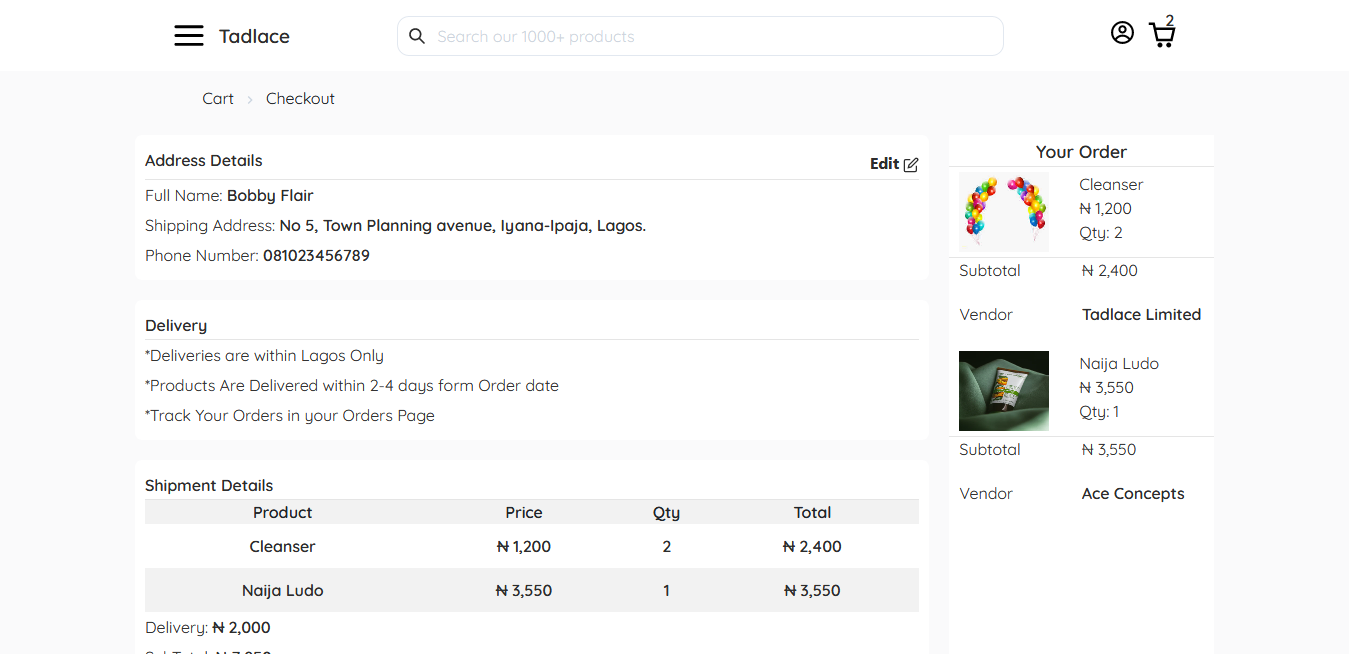 Tadlace
Search our 1000+ products
2
Cart > Checkout
Address Details
Edit
Full Name: Bobby Flair
Shipping Address: No 5, Town Planning avenue, Iyana-Ipaja, Lagos.
Phone Number: 081023456789
Delivery
*Deliveries are within Lagos Only
*Products Are Delivered within 2-4 days form Order date
*Track Your Orders in your Orders Page
Shipment Details
Product Price Qty Total
Cleanser ₦ 1,200 2 ₦ 2,400
Naija Ludo ₦ 3,550 1 ₦ 3,550
Delivery: ₦ 2,000
Your Order
Cleanser
₦ 1,200
Qty: 2
Subtotal ₦ 2,400
Vendor Tadlace Limited
Naija Ludo
₦ 3,550
Qty: 1
Subtotal ₦ 3,550
Vendor Ace Concepts